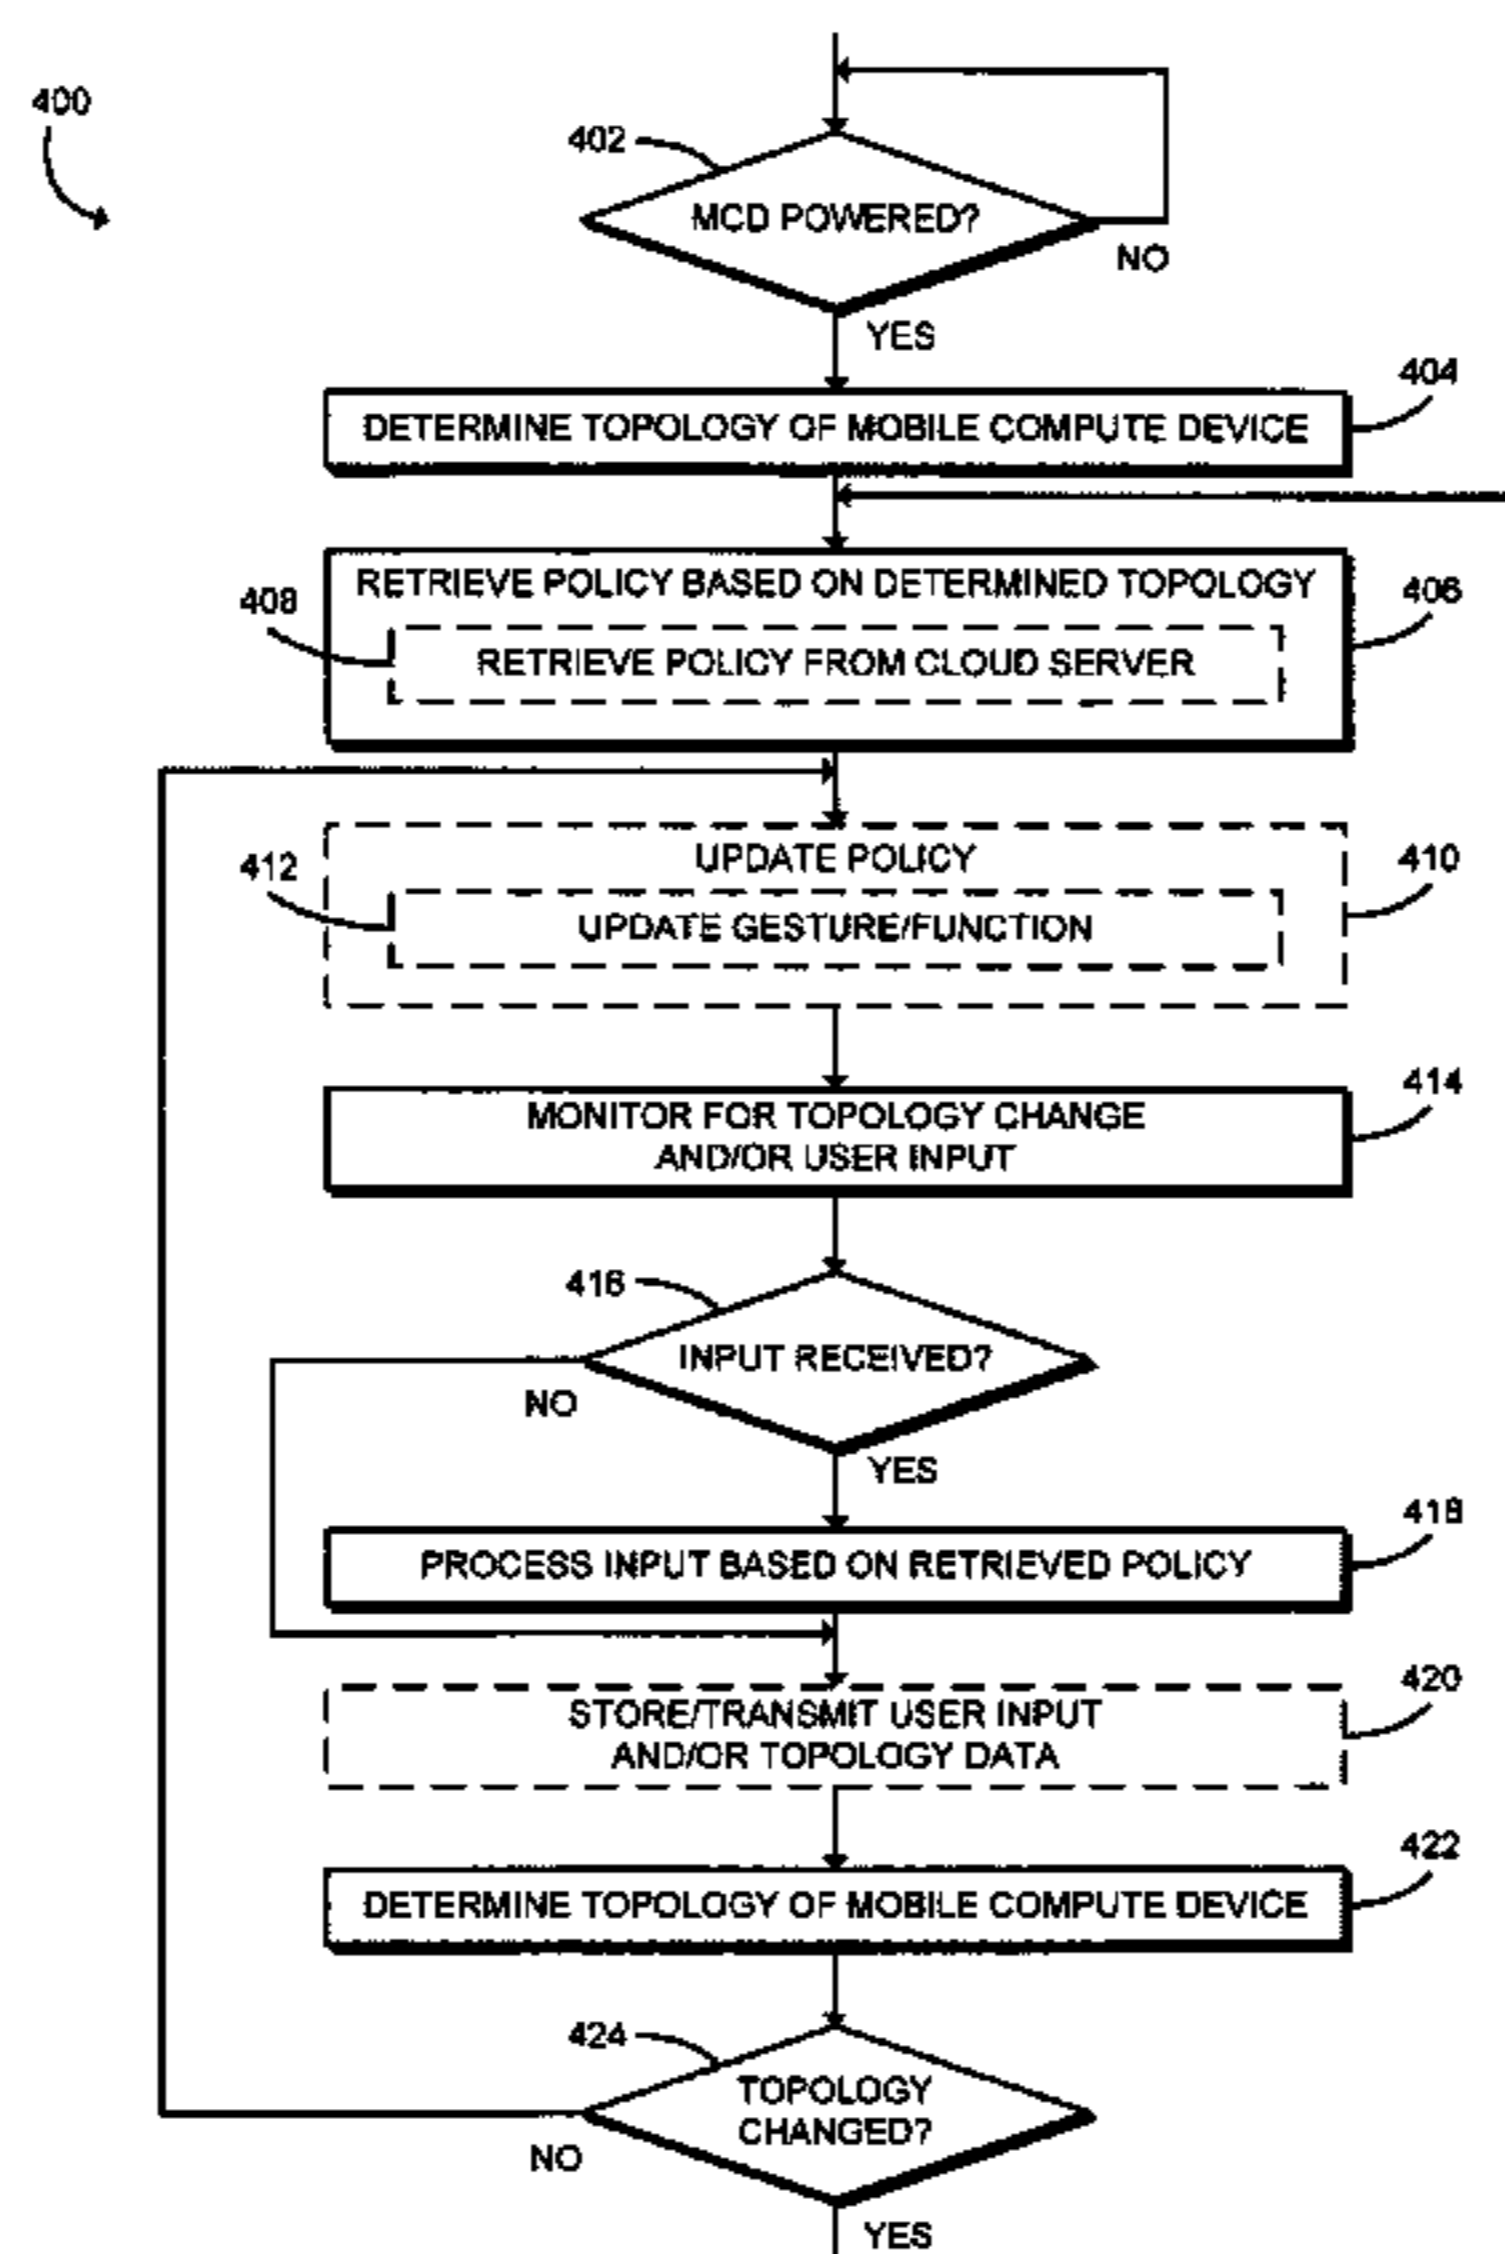 400
402
MCD POWERED?
NO
YES
404
DETERMINE TOPOLOGY OF MOBILE COMPUTE DEVICE
RETRIEVE POLICY BASED ON DETERMINED TOPOLOGY
406
408
RETRIEVE POLICY FROM CLOUD SERVER
UPDATE POLICY
410
412
UPDATE GESTURE/FUNCTION
414
MONITOR FOR TOPOLOGY CHANGE
AND/OR USER INPUT
416
INPUT RECEIVED?
NO
YES
418
PROCESS INPUT BASED ON RETRIEVED POLICY
420
STORE/TRANSMIT USER INPUT
AND/OR TOPOLOGY DATA
422
DETERMINE TOPOLOGY OF MOBILE COMPUTE DEVICE
424
TOPOLOGY
CHANGED?
NO
YES